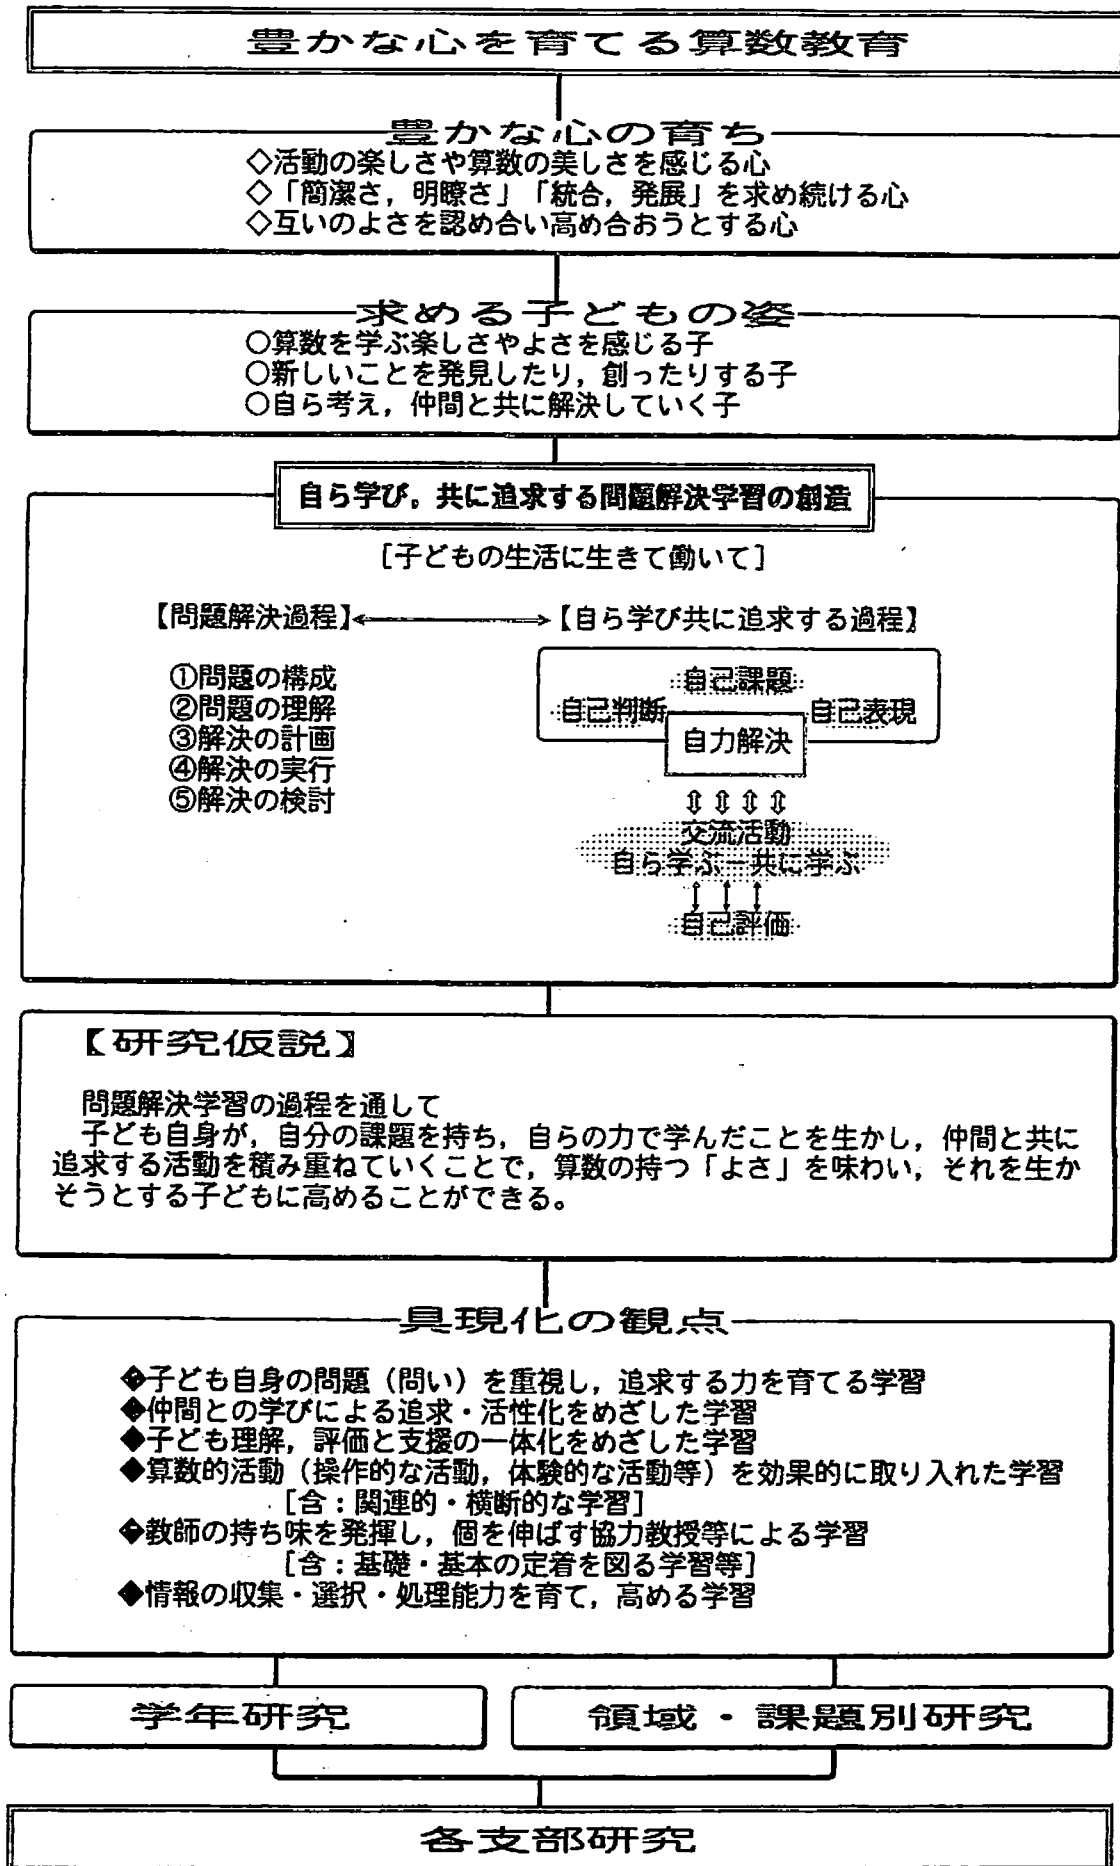 豊かな心を育てる算数教育
豊かな心の育ち
◇活動の楽しさや算数の美しさを感じる心
◇「簡潔さ，明瞭さ」「統合，発展」を求め続ける心
◇互いのよさを認め合い高め合おうとする心
求める子どもの姿
○算数を学ぶ楽しさやよさを感じる子
○新しいことを発見したり，創ったりする子
○自ら考え，仲間と共に解決していく子
自ら学び，共に追求する問題解決学習の創造
[子どもの生活に生きて働いて]
【問題解決過程】
①問題の構成
②問題の理解
③解決の計画
④解決の実行
⑤解決の検討
【自ら学び共に追求する過程】
自己課題
自己判断
自己表現
自力解決
交流活動
自ら学ぶ－共に学ぶ
自己評価
【研究仮説】
問題解決学習の過程を通して
子ども自身が，自分の課題を持ち，自らの力で学んだことを生かし，仲間と共に
追求する活動を積み重ねていくことで，算数の持つ「よさ」を味わい，それを生か
そうとする子どもに高めることができる。
具現化の観点
◆子ども自身の問題（問い）を重視し，追求する力を育てる学習
◆仲間との学びによる追求・活性化をめざした学習
◆子ども理解，評価と支援の一体化をめざした学習
◆算数的活動（操作的な活動，体験的な活動等）を効果的に取り入れた学習
[含：関連的・横断的な学習]
◆教師の持ち味を発揮し，個を伸ばす協力教授等による学習
[含：基礎・基本の定着を図る学習等]
◆情報の収集・選択・処理能力を育て，高める学習
学年研究
領域・課題別研究
各支部研究